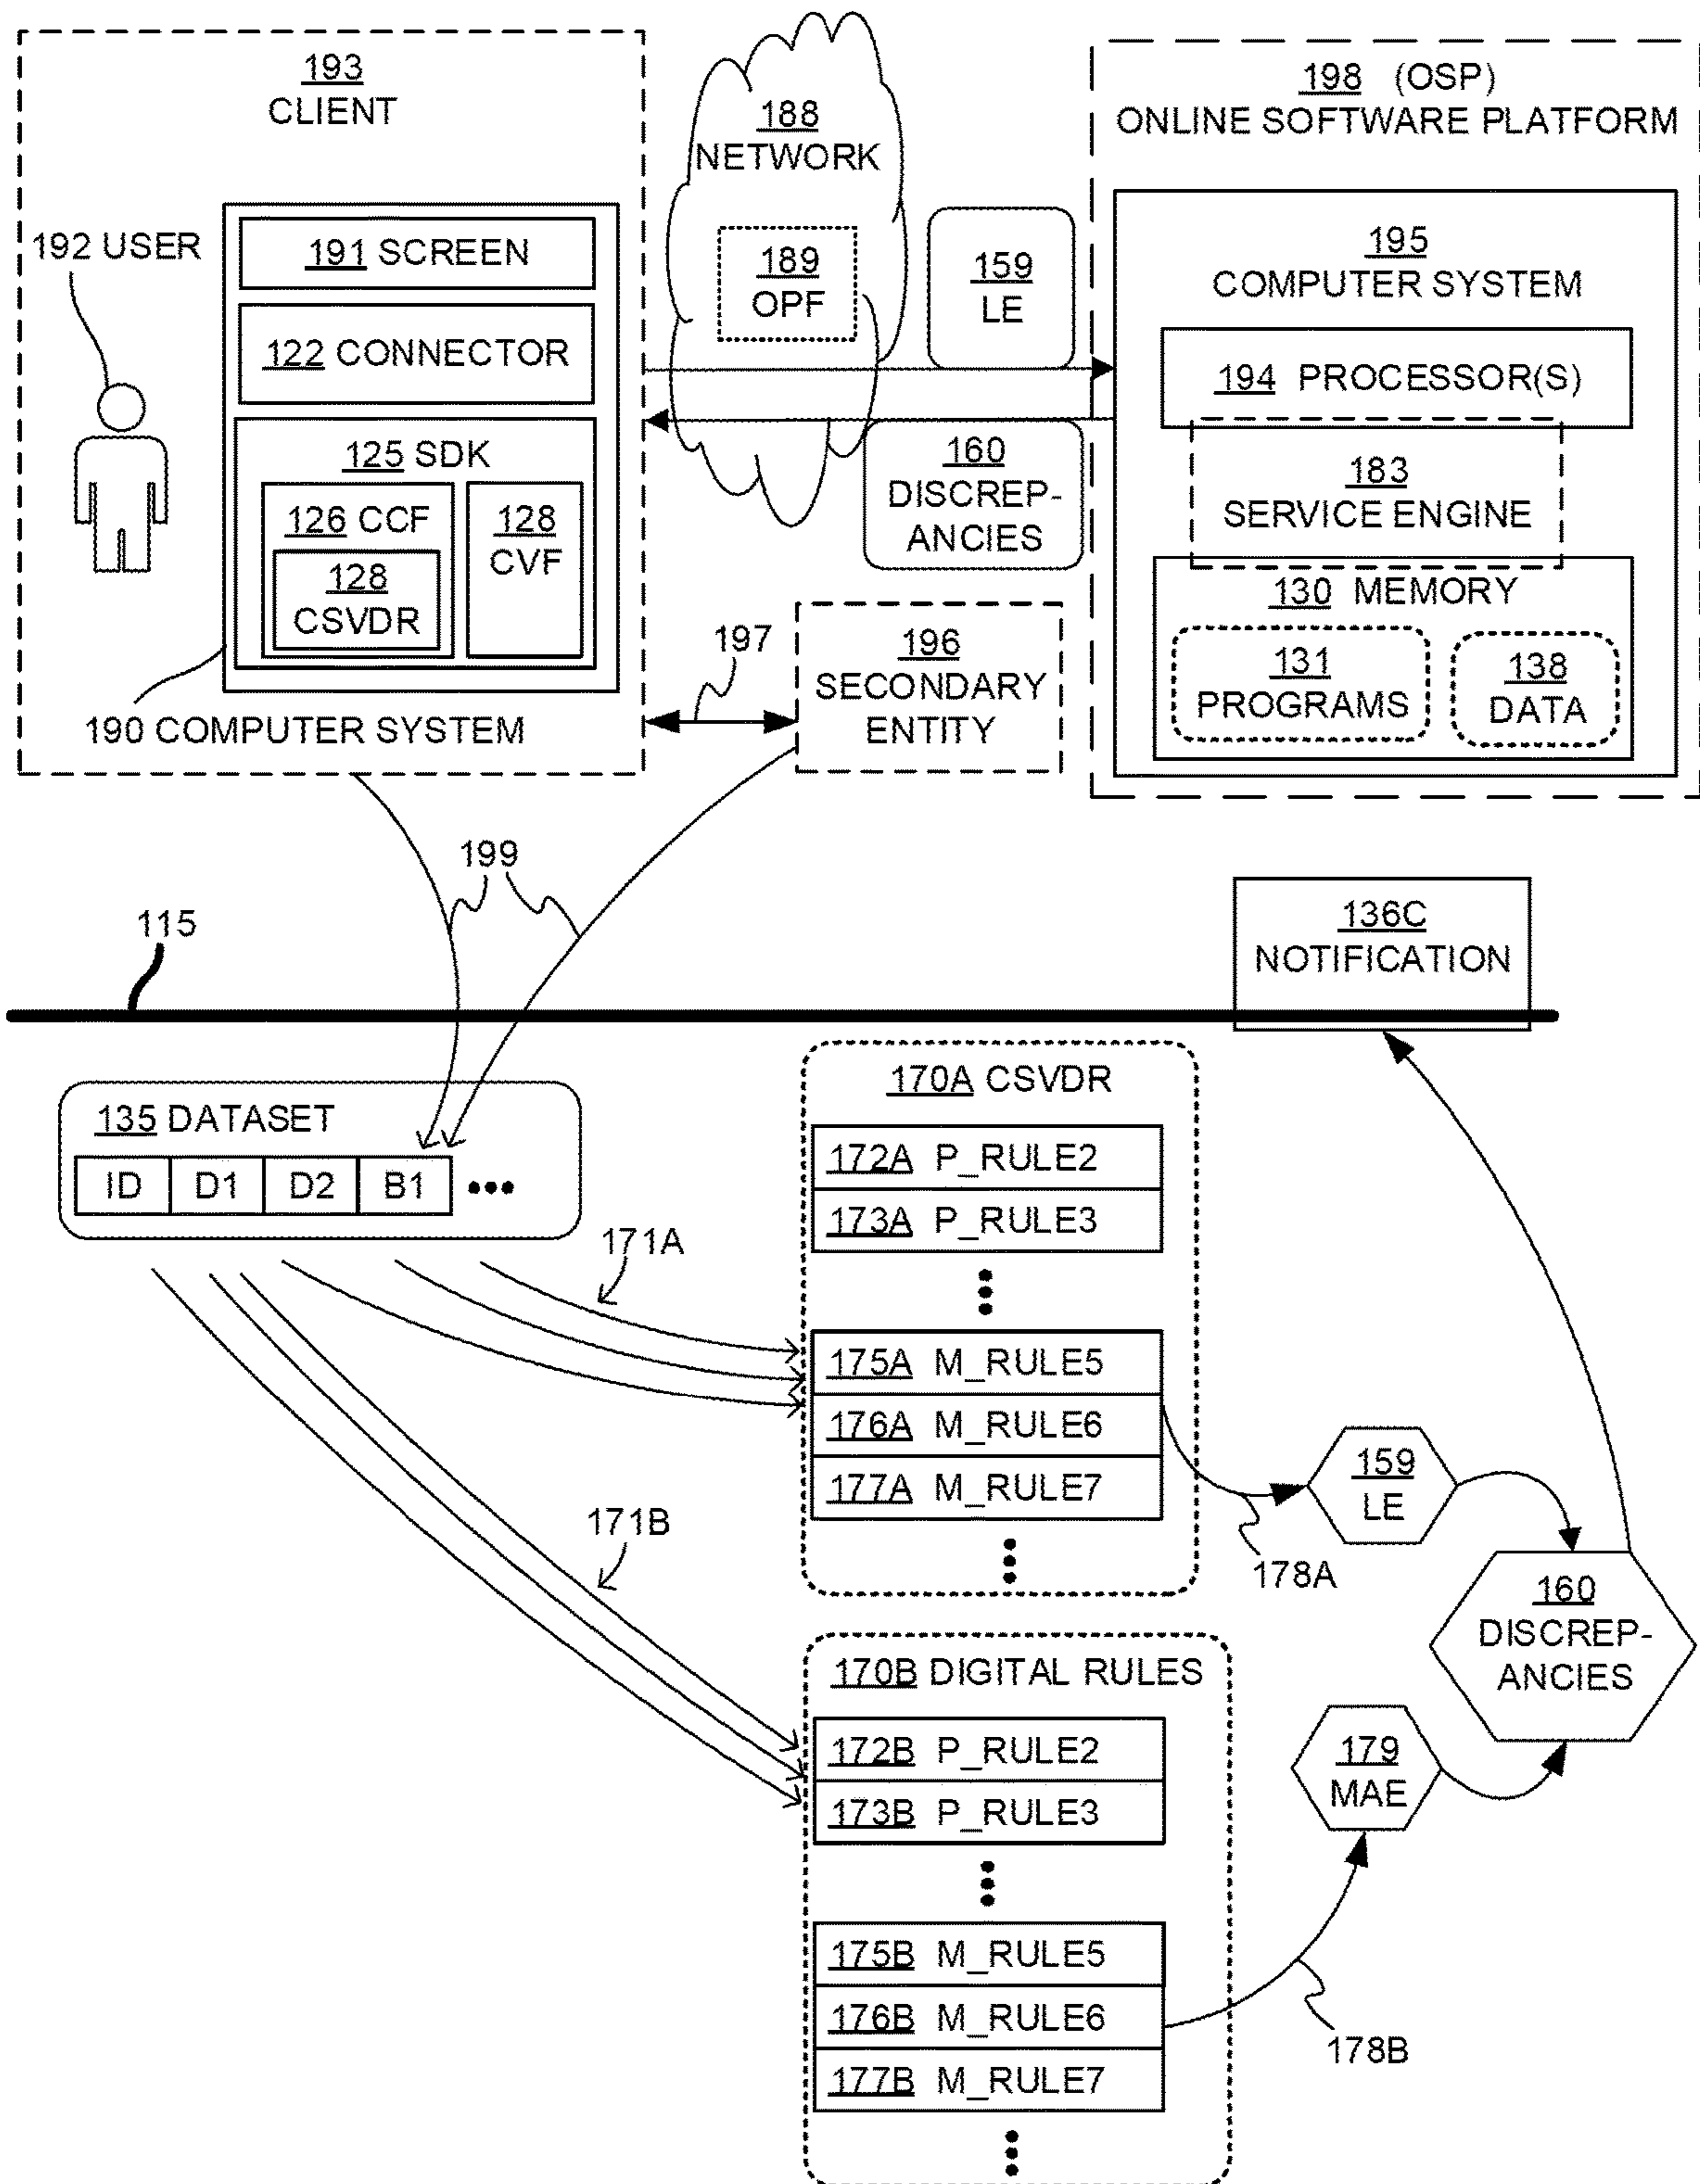 193
CLIENT
192 USER
191 SCREEN
122 CONNECTOR
125 SDK
126 CCF
128
CSVDR
128
CVF
190 COMPUTER SYSTEM
188
NETWORK
189
OPF
159
LE
160
DISCREP-
ANCIES
197
196
SECONDARY
ENTITY
198 (OSP)
ONLINE SOFTWARE PLATFORM
195
COMPUTER SYSTEM
194 PROCESSOR(S)
183
SERVICE ENGINE
130 MEMORY
131
PROGRAMS
138
DATA
199
115
136C
NOTIFICATION
135 DATASET
ID D1 D2 B1
171A
171B
170A CSVDR
172A P_RULE2
173A P_RULE3
175A M_RULE5
176A M_RULE6
177A M_RULE7
178A
159
LE
160
DISCREP-
ANCIES
170B DIGITAL RULES
172B P_RULE2
173B P_RULE3
175B M_RULE5
176B M_RULE6
177B M_RULE7
179
MAE
178B